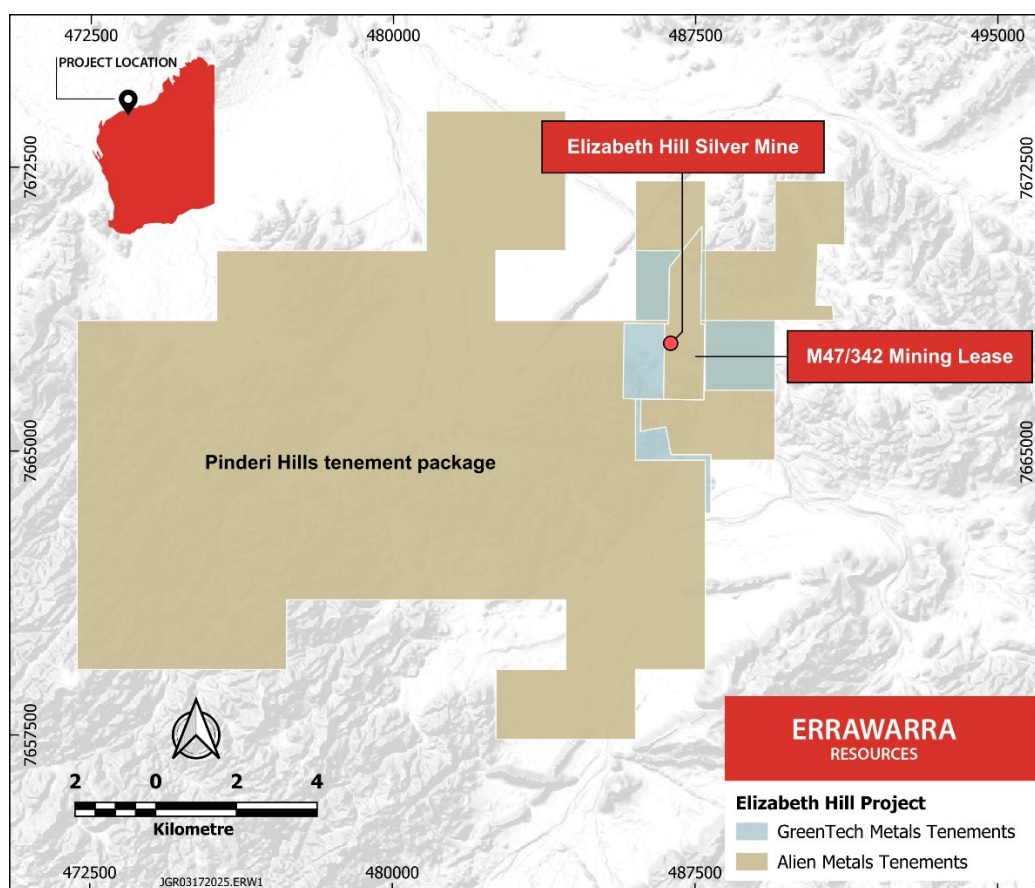 472500
480000
487500
495000
PROJECT LOCATION
Elizabeth Hill Silver Mine
7672500
7672500
M47/342 Mining Lease
Pinderi Hills tenement package
7665000
7665000
7657500
ERRAWARRA
RESOURCES
2 0 2 4
Kilometre
Elizabeth Hill Project
GreenTech Metals Tenements
Alien Metals Tenements
472500
JGR03172025.ERW1
480000
487500